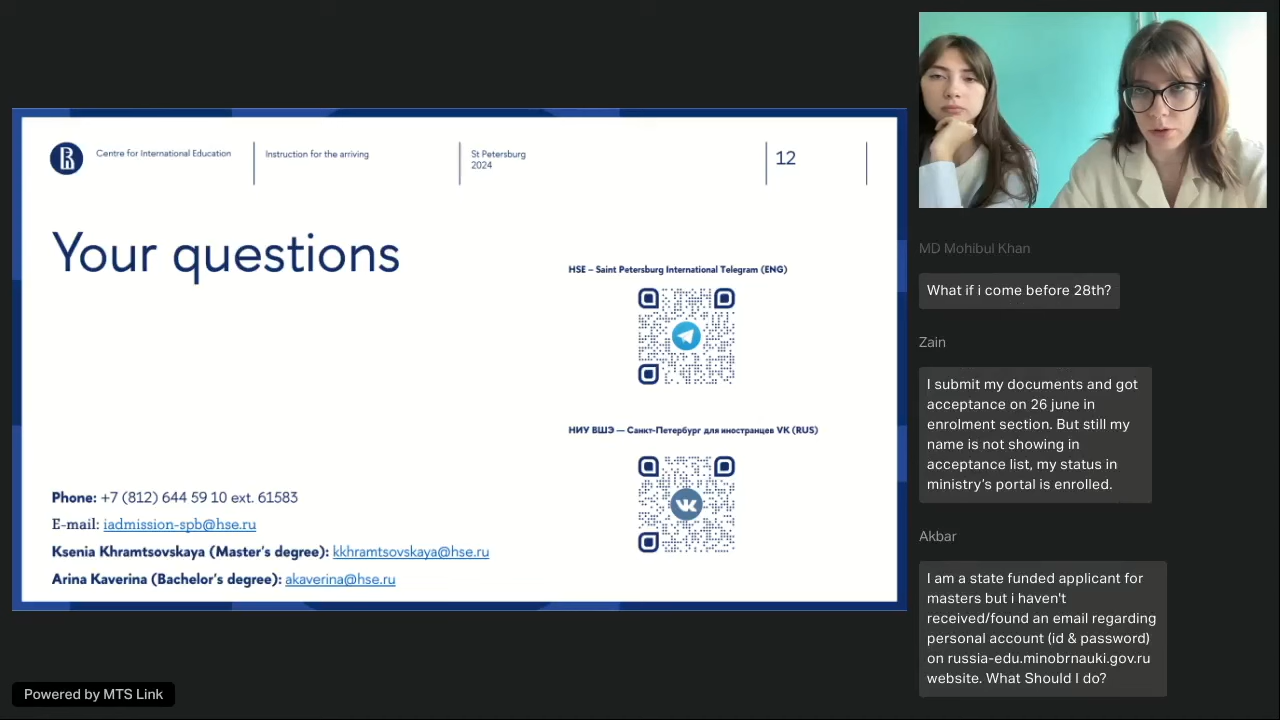 Centre for International Education
Instruction for the arriving
St Petersburg
2024
12
Your questions
HSE – Saint Petersburg International Telegram (ENG)
НИУ ВШЭ — Санкт-Петербург для иностранцев VK (RUS)
Phone: +7 (812) 644 59 10 ext. 61583
E-mail: iadmission-spb@hse.ru
Ksenia Khramtsovskaya (Master's degree): kkhramtsovskaya@hse.ru
Arina Kaverina (Bachelor's degree): akaverina@hse.ru
MD Mohibul Khan
What if i come before 28th?
Zain
I submit my documents and got
acceptance on 26 june in
enrolment section. But still my
name is not showing in
acceptance list, my status in
ministry's portal is enrolled.
Akbar
I am a state funded applicant for
masters but i haven't
received/found an email regarding
personal account (id & password)
on russia-edu.minobrnauki.gov.ru
website. What Should I do?
Powered by MTS Link